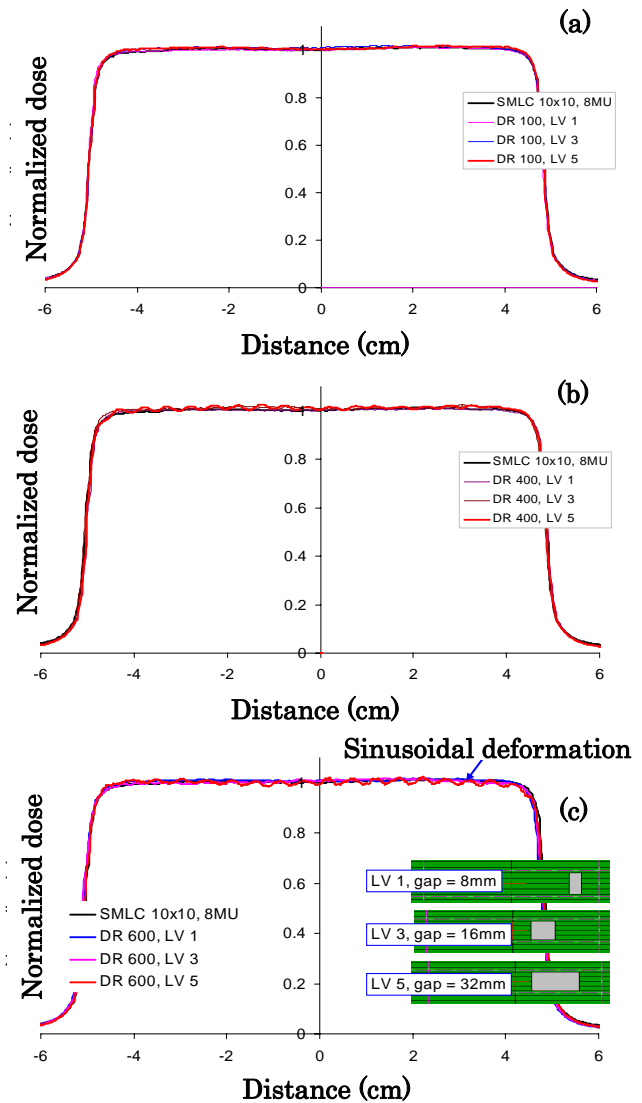 (a)
1
SMLC 10x10, 8MU
DR 100, LV 1
DR 100, LV 3
DR 100, LV 5
0.8
0.6
0.4
0.2
0
Normalized dose
-6 -4 -2 0 2 4 6
Distance (cm)
(b)
1
SMLC 10x10, 8MU
DR 400, LV 1
DR 400, LV 3
DR 400, LV 5
0.8
0.6
0.4
0.2
0
Normalized dose
-6 -4 -2 0 2 4 6
Distance (cm)
Sinusoidal deformation
(c)
1
0.8
0.6
0.4
0.2
0
Normalized dose
LV 1, gap = 8mm
LV 3, gap = 16mm
LV 5, gap = 32mm
SMLC 10x10, 8MU
DR 600, LV 1
DR 600, LV 3
DR 600, LV 5
-6 -4 -2 0 2 4 6
Distance (cm)